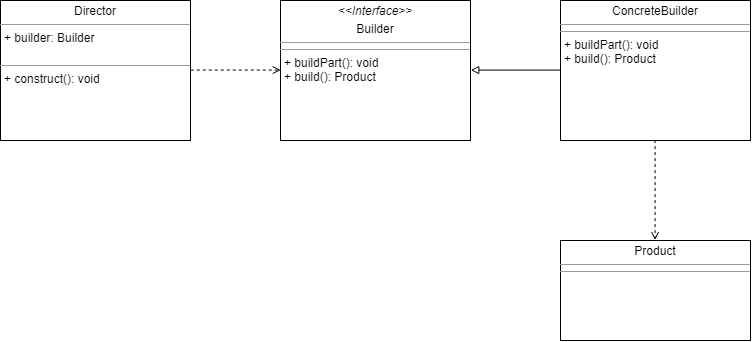 Director
+ builder: Builder
+ construct(): void
<<Interface>>
Builder
+ buildPart(): void
+ build(): Product
ConcreteBuilder
+ buildPart(): void
+ build(): Product
Product